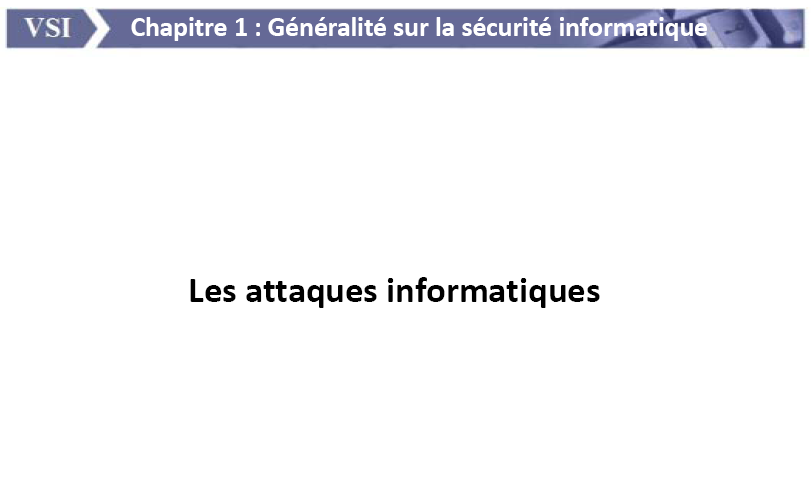 VSI Chapitre 1 : Généralité sur la sécurité informatique
Les attaques informatiques